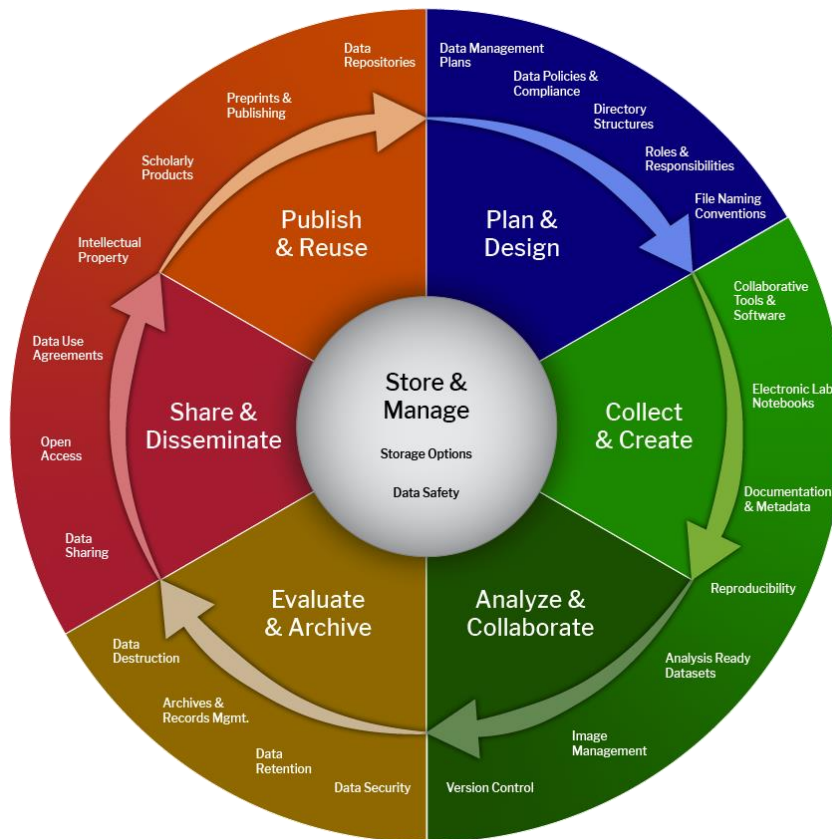 Data
Repositories
Preprints &
Publishing
Scholarly
Products
Intellectual
Property
Publish
& Reuse
Data Management
Plans
Data Policies &
Compliance
Directory
Structures
Roles &
Responsibilities
File Naming
Conventions
Plan &
Design
Collaborative
Tools &
Software
Electronic Lab
Notebooks
Documentation
& Metadata
Reproducibility
Collect
& Create
Analysis Ready
Datasets
Image
Management
Version Control
Analyze &
Collaborate
Data Security
Data
Retention
Archives &
Records Mgmt.
Data
Destruction
Evaluate
& Archive
Data
Sharing
Open
Access
Data Use
Agreements
Share &
Disseminate
Store &
Manage
Storage Options
Data Safety